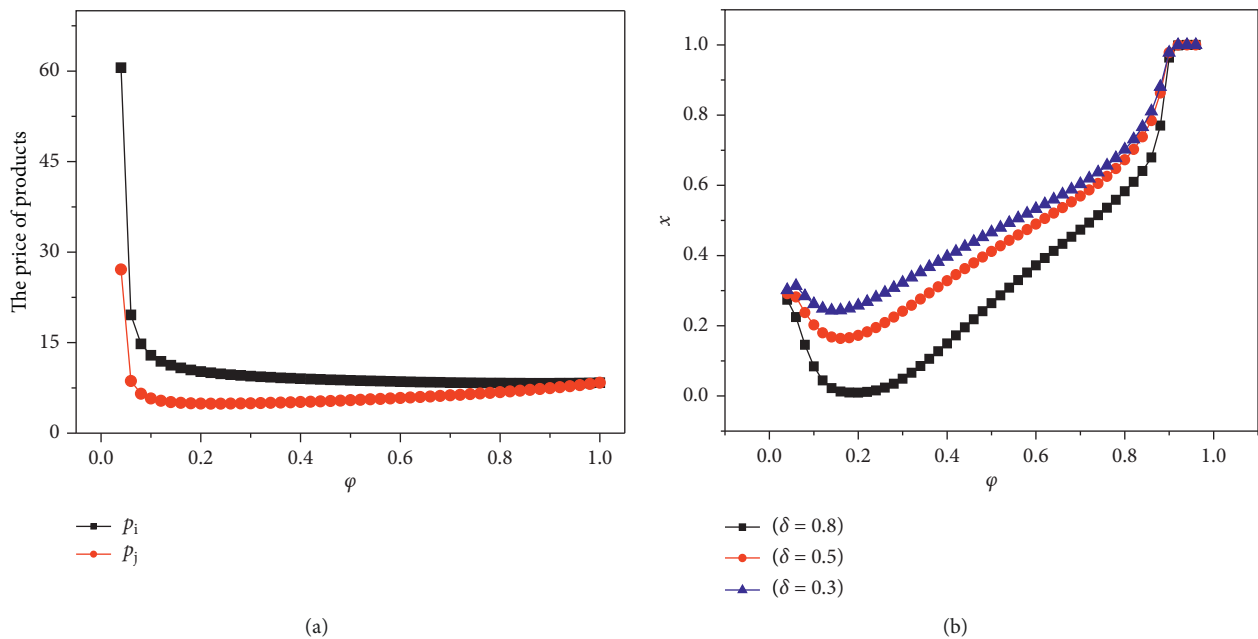 60
45
30
15
0
The price of products
0.0 0.2 0.4 0.6 0.8 1.0
φ
pi
pj
(a)
1.0
0.8
0.6
0.4
0.2
0.0
x
0.0 0.2 0.4 0.6 0.8 1.0
φ
(δ = 0.8)
(δ = 0.5)
(δ = 0.3)
(b)